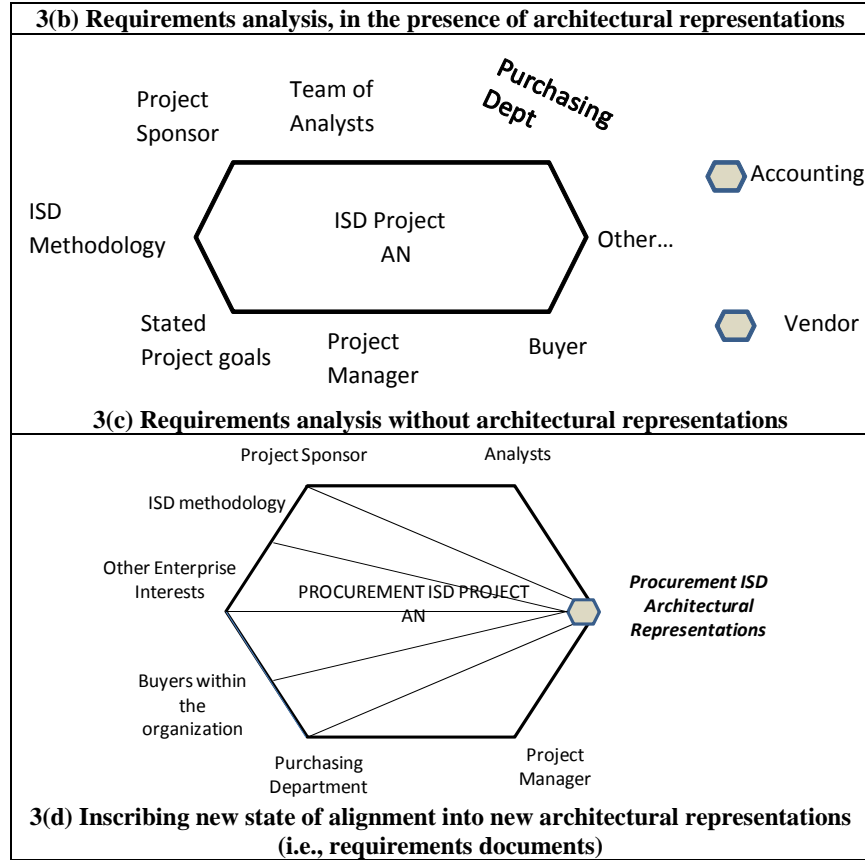 3(b) Requirements analysis, in the presence of architectural representations
Project
Sponsor
Team of
Analysts
Purchasing
Dept
Accounting
ISD
Methodology
ISD Project
AN
Other...
Stated
Project goals
Project
Manager
Buyer
Vendor
3(c) Requirements analysis without architectural representations
Project Sponsor
Analysts
ISD methodology
Other Enterprise
Interests
PROCUREMENT ISD PROJECT
AN
Procurement ISD
Architectural
Representations
Buyers within
the
organization
Purchasing
Department
Project
Manager
3(d) Inscribing new state of alignment into new architectural representations
(i.e., requirements documents)